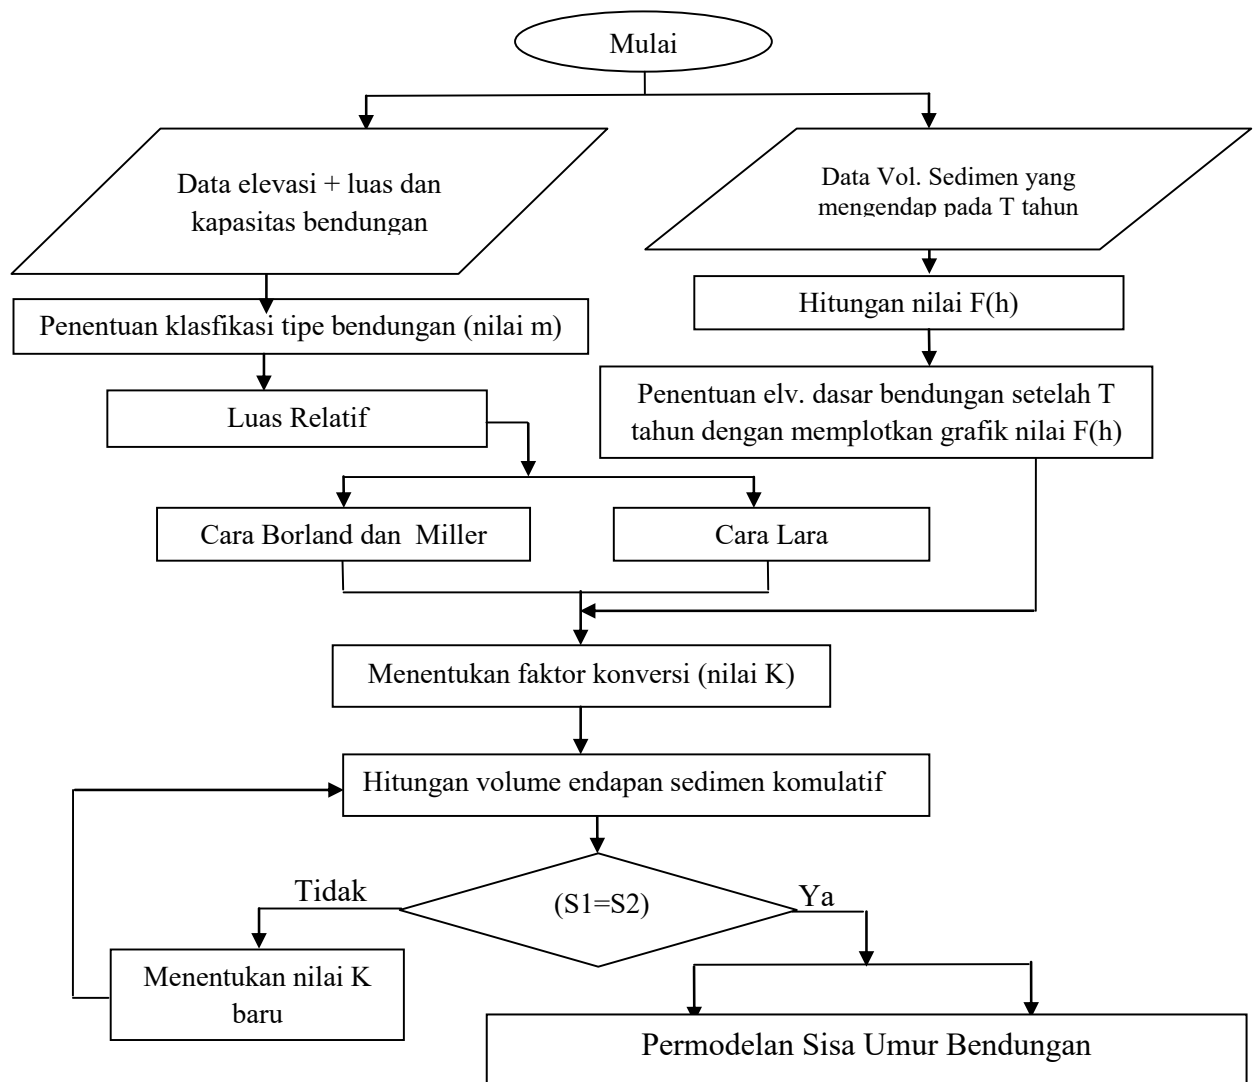 Mulai
Data elevasi + luas dan
kapasitas bendungan
Data Vol. Sedimen yang
mengendap pada T tahun
Penentuan klasfikasi tipe bendungan (nilai m)
Hitungan nilai F(h)
Luas Relatif
Penentuan elv. dasar bendungan setelah T
tahun dengan memplotkan grafik nilai F(h)
Cara Borland dan Miller
Cara Lara
Menentukan faktor konversi (nilai K)
Hitungan volume endapan sedimen komulatif
(S1=S2)
Tidak
Ya
Menentukan nilai K
baru
Permodelan Sisa Umur Bendungan